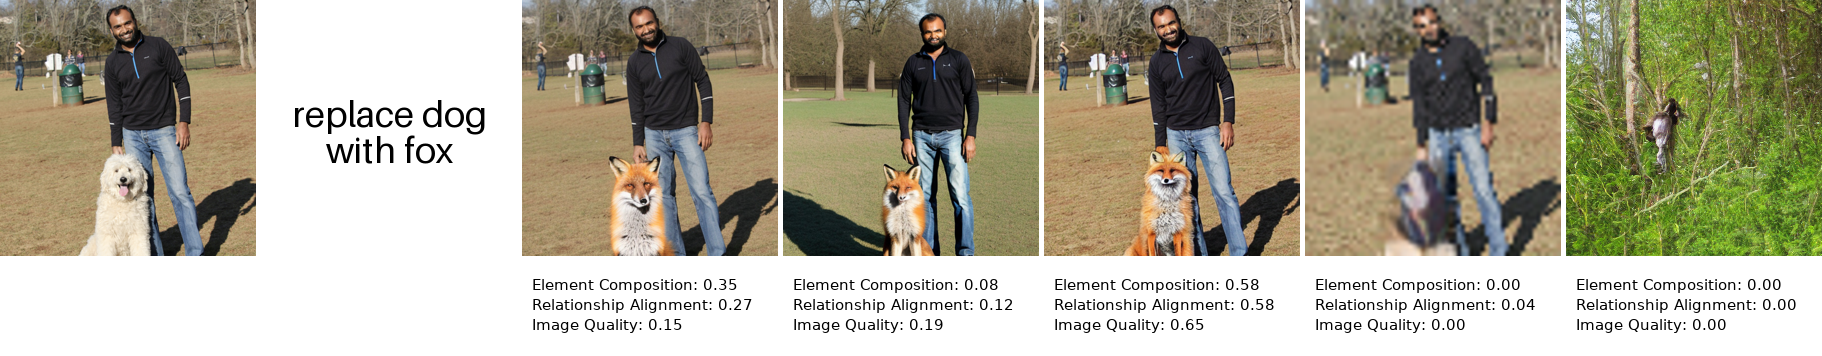 replace dog
with fox
Element Composition: 0.35
Relationship Alignment: 0.27
Image Quality: 0.15
Element Composition: 0.08
Relationship Alignment: 0.12
Image Quality: 0.19
Element Composition: 0.58
Relationship Alignment: 0.58
Image Quality: 0.65
Element Composition: 0.00
Relationship Alignment: 0.04
Image Quality: 0.00
Element Composition: 0.00
Relationship Alignment: 0.00
Image Quality: 0.00